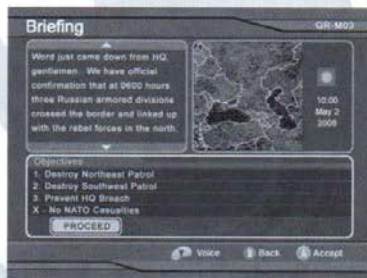 Briefing
QR-M03
Word just came down from HQ,
gentlemen. We have official
confirmation that at 0600 hours
three Russian armored divisions
crossed the border and linked up
with the rebel forces in the north.
10:00
May 2
2008
Objectives
1. Destroy Northeast Patrol
2. Destroy Southwest Patrol
3. Prevent HQ Breach
X - No NATO Casualties
PROCEED
Voice
Back
Accept